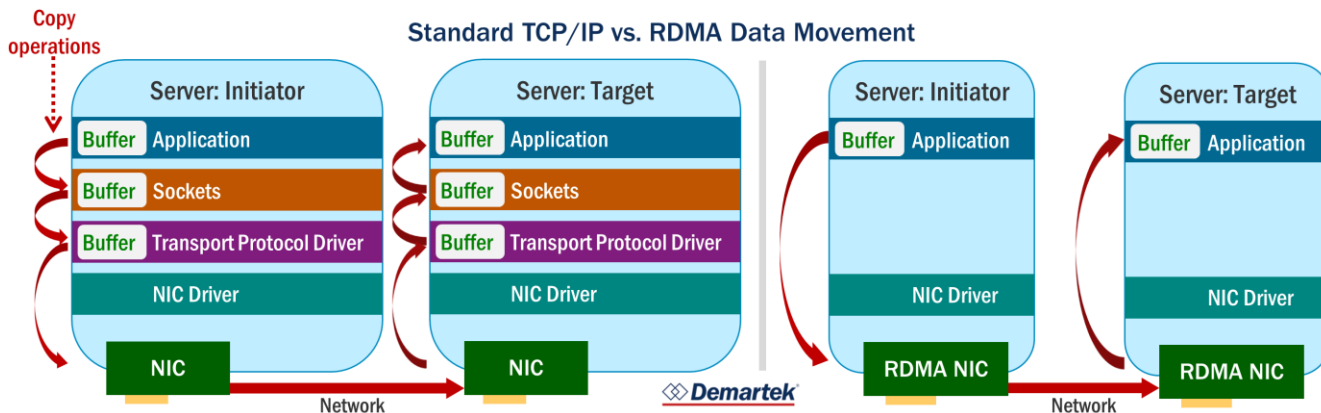 Copy
operations
Standard TCP/IP vs. RDMA Data Movement
Server: Initiator
Buffer Application
Buffer Sockets
Buffer Transport Protocol Driver
NIC Driver
NIC
Server: Target
Buffer Application
Buffer Sockets
Buffer Transport Protocol Driver
NIC Driver
NIC
Network
Demartek®
Server: Initiator
Buffer Application
NIC Driver
RDMA NIC
Server: Target
Buffer Application
NIC Driver
RDMA NIC
Network